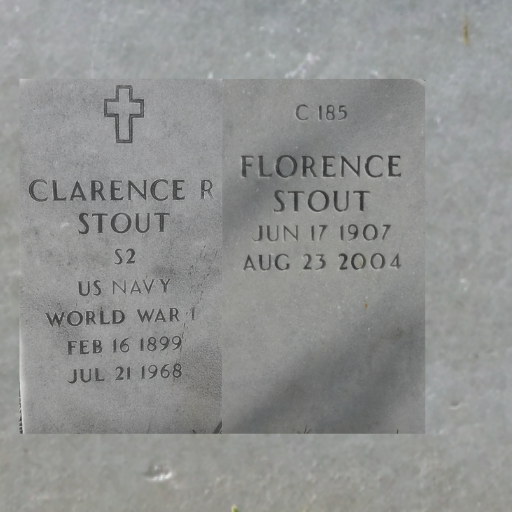 CLARENCE R
STOUT
S2
US NAVY
WORLD WAR I
FEB 16 1899
JUL 21 1968
C 185
FLORENCE
STOUT
JUN 17 1907
AUG 23 2004